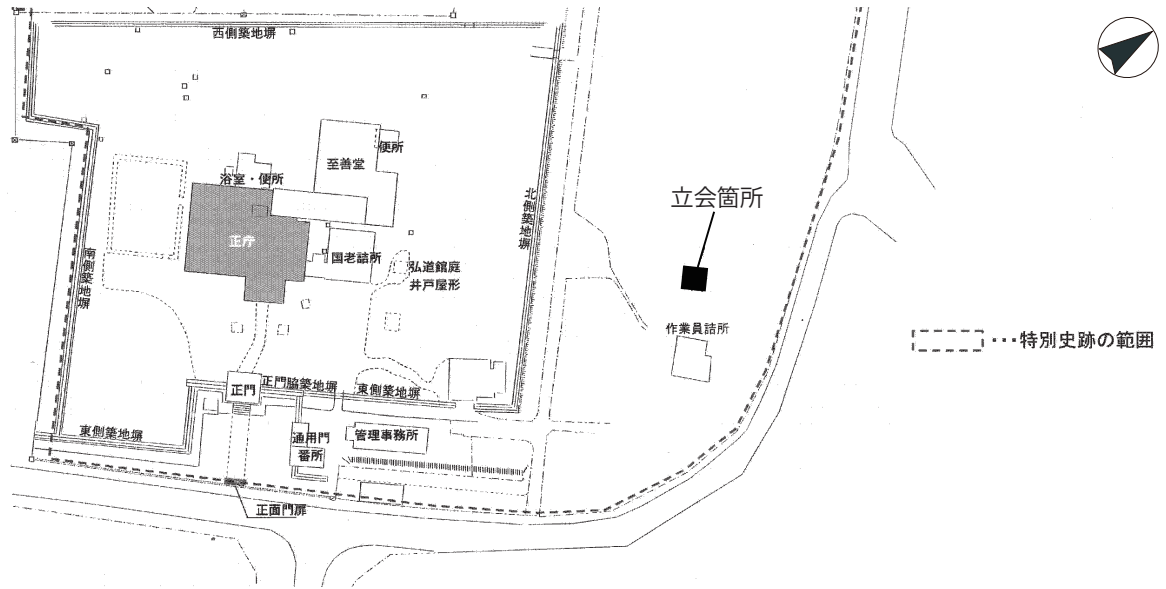 西側築地塀
便所
至善堂
浴室・便所
北側築地塀
立会箇所
正庁
国老詰所
南側築地塀
弘道館庭
井戸屋形
作業員詰所
・・・特別史跡の範囲
正門
正門脇築地塀
東側築地塀
東側築地塀
通用門
番所
管理事務所
正面門扉